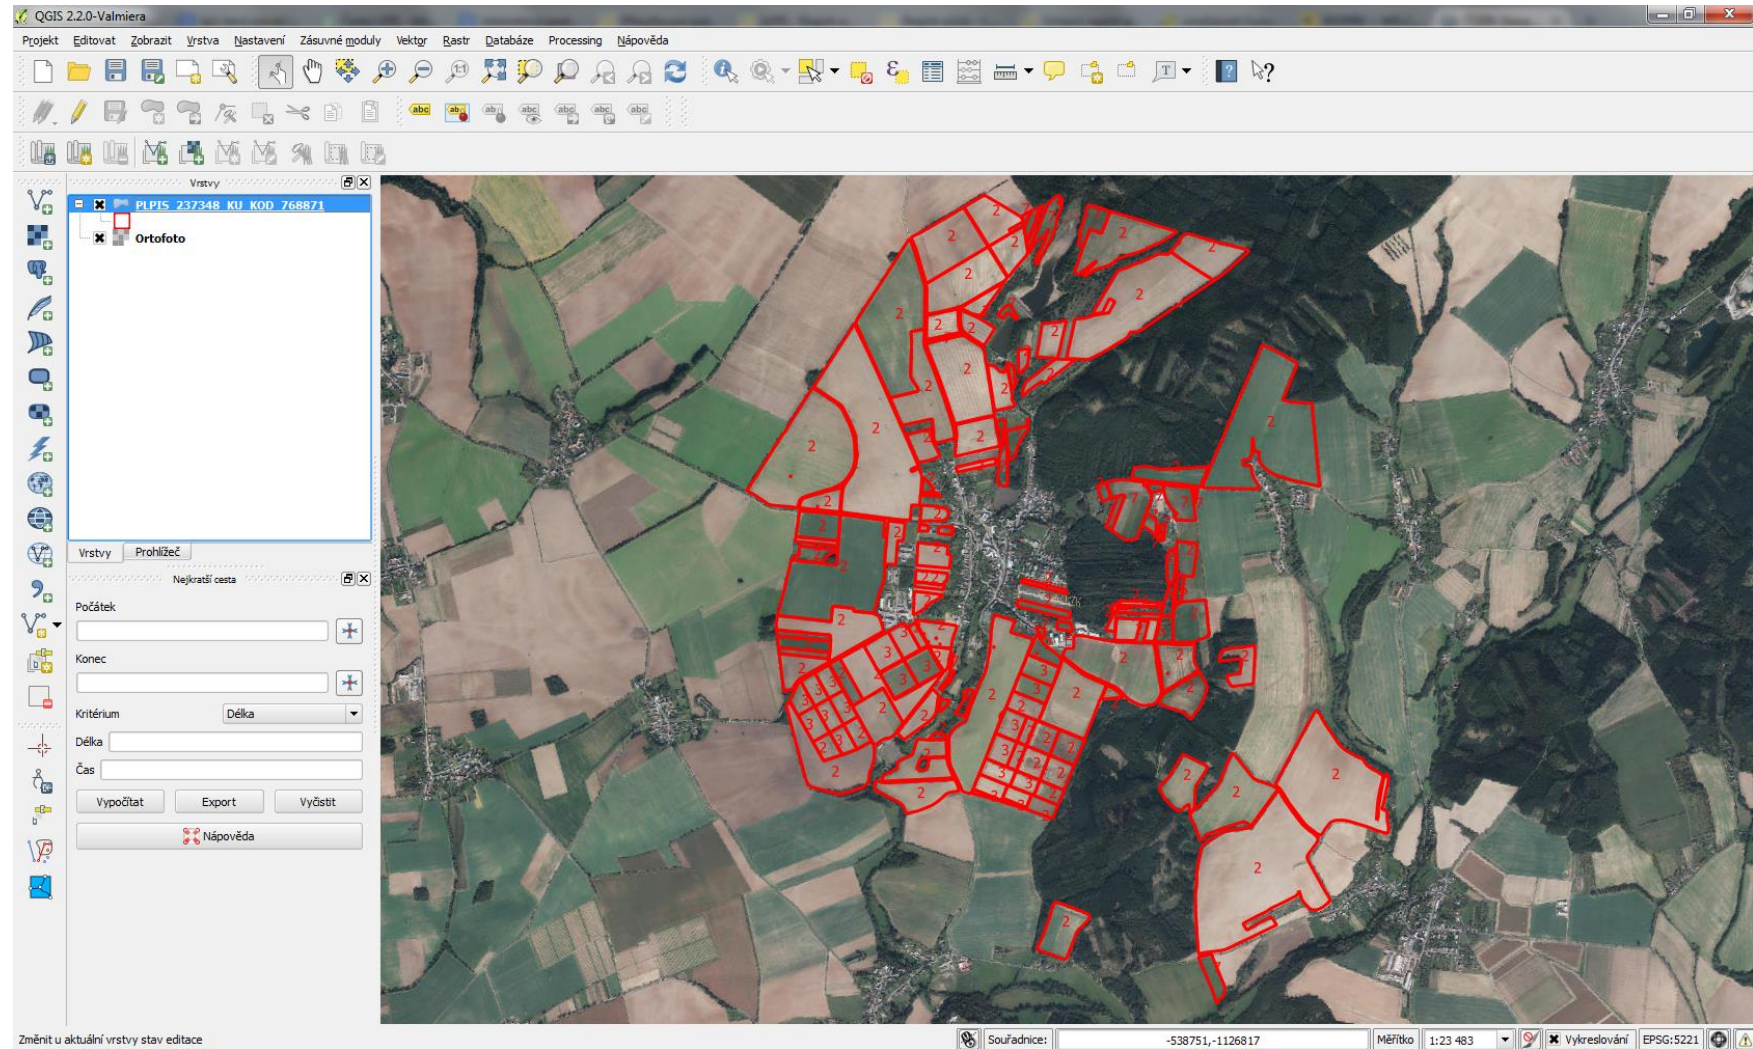 QGIS 2.2.0-Valmiera
Projekt Editovat Zobrazit Vrstva Nastavení Zásuvné moduly Vektor Rastr Databáze Processing Nápověda
Vrstvy
PLPIS_237348_KU_KOD_768871
Ortofoto
Vrstvy Prohlížeč
Nejkratší cesta
Počátek
Konec
Kritérium Délka
Délka
Čas
Vypočítat Export Vyčistit
Nápověda
Změnit u aktuální vrstvy stav editace Souřadnice: -538751,-1126817 Měřítko 1:23 483 Vykreslování EPSG:5221